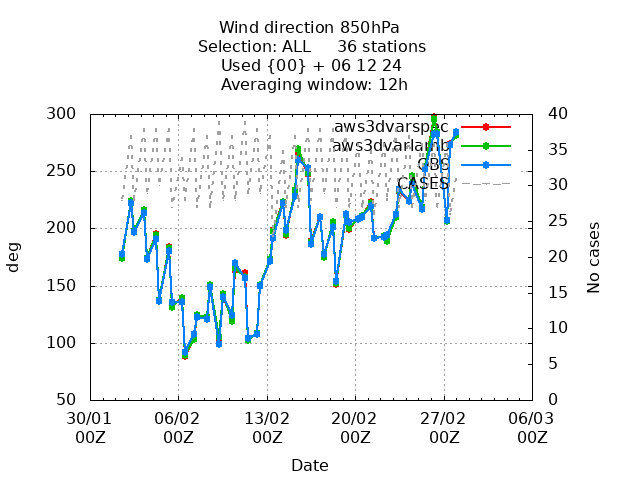 Wind direction 850hPa
Selection: ALL 36 stations
Used {00} + 06 12 24
Averaging window: 12h
aws3dvarspec
aws3dvarlamb
OBS
CASES
300
250
200
150
100
50
deg
40
35
30
25
20
15
10
5
0
No cases
30/01 06/02 13/02 20/02 27/02 06/03
00Z 00Z 00Z 00Z 00Z 00Z
Date